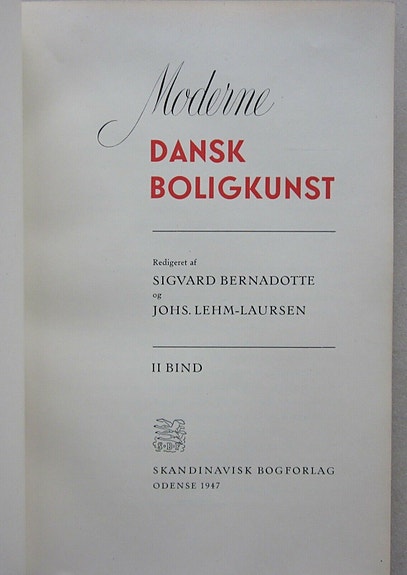 Moderne
DANSK
BOLIGKUNST
Redigeret af
SIGVARD BERNADOTTE
og
JOHS. LEHM-LAURSEN
II BIND
S·B·F
SKANDINAVISK BOGFORLAG
ODENSE 1947